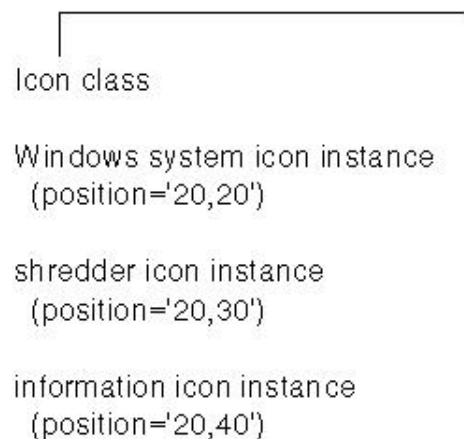 Icon class
Windows system icon instance
(position='20,20')
shredder icon instance
(position='20,30')
information icon instance
(position='20,40')